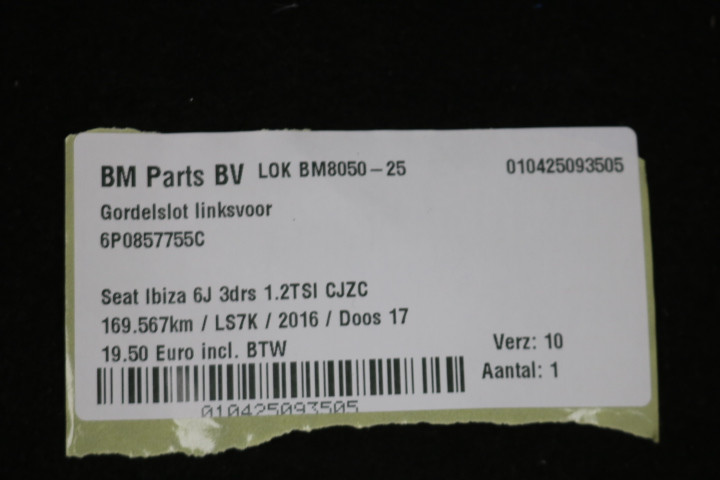 BM Parts BV LOK BM8050-25 010425093505
Gordelslot linksvoor
6P0857755C
Seat Ibiza 6J 3drs 1.2TSI CJZC
169.567km / LS7K / 2016 / Doos 17
19.50 Euro incl. BTW Verz: 10
Aantal: 1
010425093505